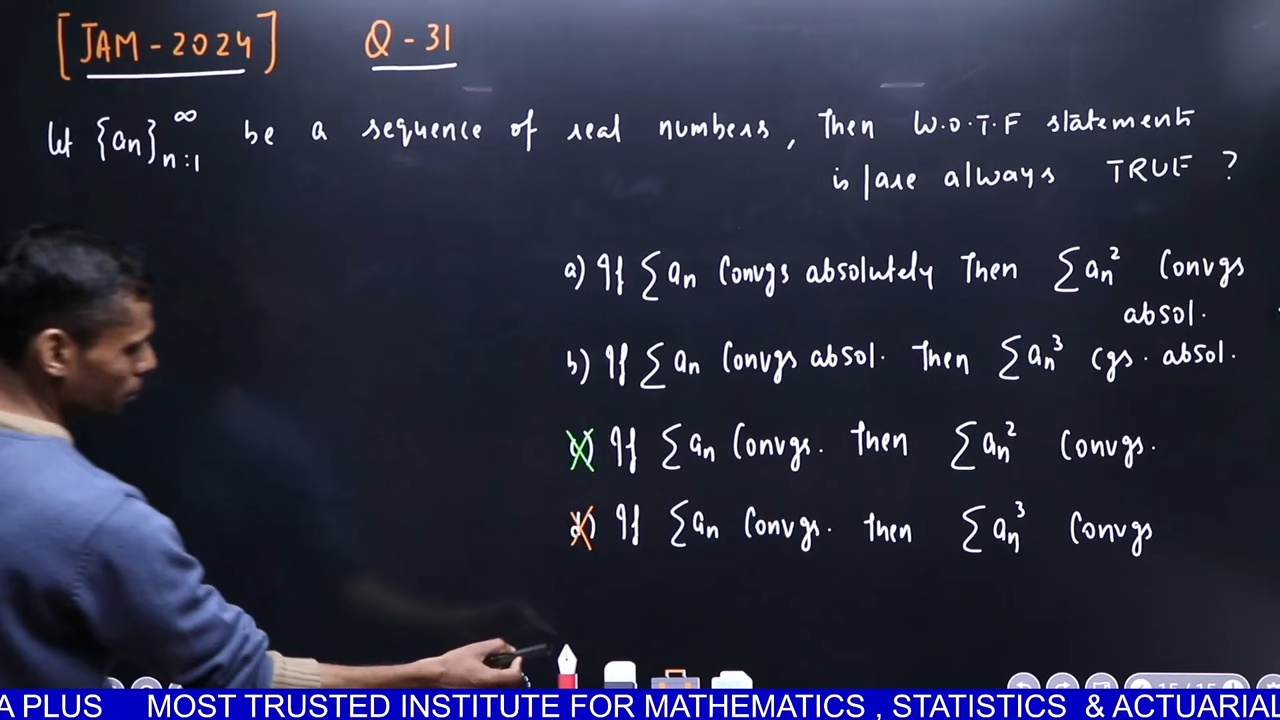 [JAM - 2024] Q - 31
let {an}∞n=1 be a sequence of real numbers, Then W.O.T.F statements
is/are always TRUE ?
a) If ∑ an Convgs absolutely Then ∑ an² Convgs
absol.
b) If ∑ an Convgs absol. Then ∑ an³ cgs. absol.
c) If ∑ an Convgs. Then ∑ an² Convgs.
d) If ∑ an Convgs. then ∑ an³ Convgs
15/15
A PLUS MOST TRUSTED INSTITUTE FOR MATHEMATICS , STATISTICS & ACTUARIAL